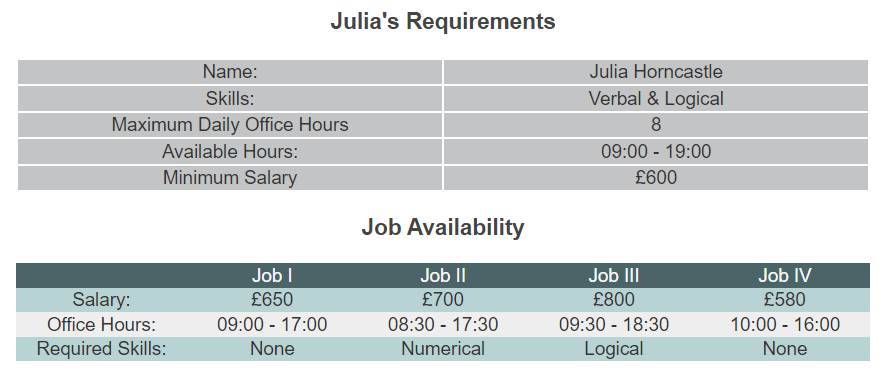 Julia's Requirements
Name: Julia Horncastle
Skills: Verbal & Logical
Maximum Daily Office Hours 8
Available Hours: 09:00 - 19:00
Minimum Salary £600
Job Availability
Job I Job II Job III Job IV
Salary: £650 £700 £800 £580
Office Hours: 09:00 - 17:00 08:30 - 17:30 09:30 - 18:30 10:00 - 16:00
Required Skills: None Numerical Logical None